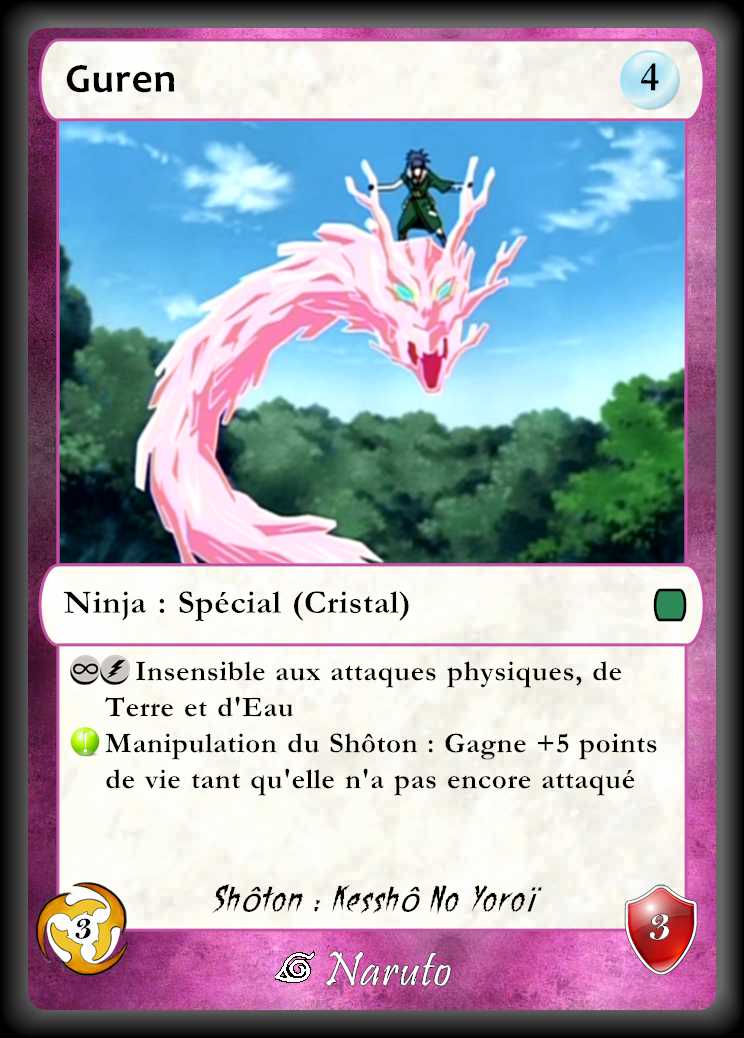 Guren
4
Ninja : Spécial (Cristal)
Insensible aux attaques physiques, de
Terre et d'Eau
Manipulation du Shôton : Gagne +5 points
de vie tant qu'elle n'a pas encore attaqué
Shôton : Kesshô No Yoroï
3
3
Naruto